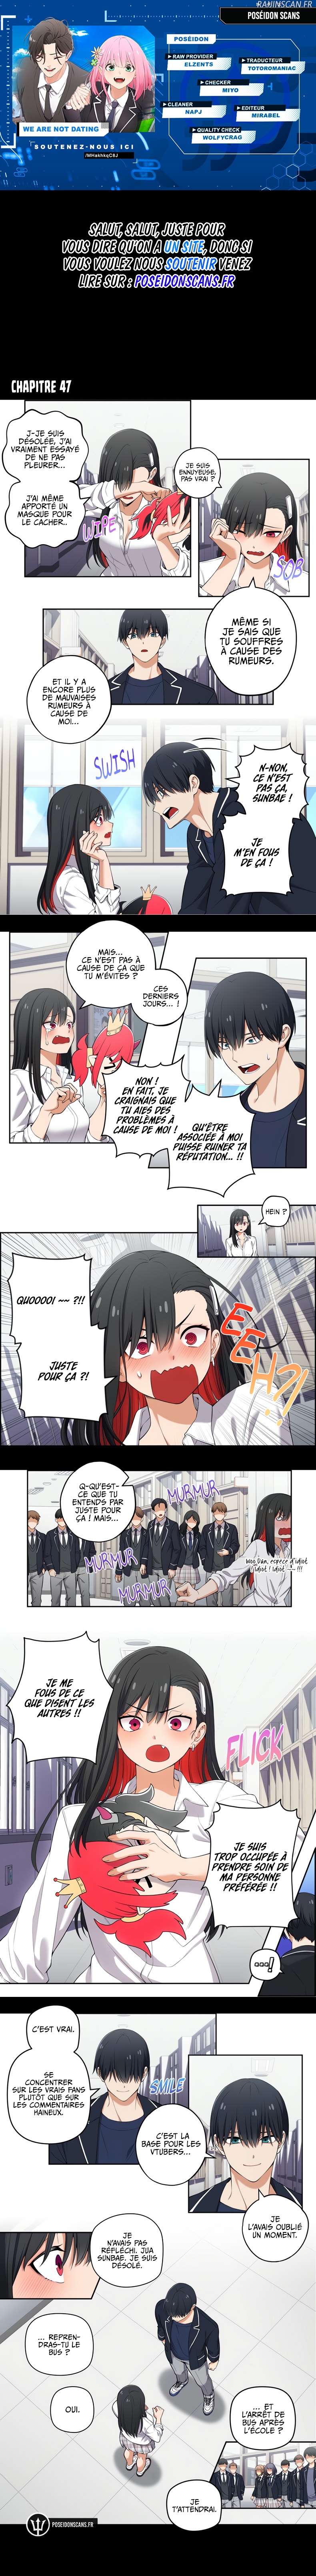 RAIJINSCAN.FR
POSÉIDON SCANS
POSÉIDON
RAW PROVIDER
ELZENTS
TRADUCTEUR
TOTOROMANIAC
CHECKER
MIYO
CLEANER
NAPJ
EDITEUR
MIRABEL
QUALITY CHECK
WOLFYCRAG
WE ARE NOT DATING
SOUTENEZ-NOUS ICI
SALUT, SALUT, JUSTE POUR
VOUS DIRE QU'ON A UN SITE, DONC SI
VOUS VOULEZ NOUS SOUTENIR VENEZ
LIRE SUR : POSEIDONSCANS.FR
CHAPITRE 47
J-JE SUIS
DÉSOLÉE, J'AI
VRAIMENT ESSAYÉ
DE NE PAS
PLEURER...
J'AI MÊME
APPORTÉ UN
MASQUE POUR
LE CACHER..
WIPE
JE SUIS
ENNUYEUSE,
PAS VRAI ?
SOB
MÊME SI
JE SAIS QUE
TU SOUFFRES
À CAUSE DES
RUMEURS.
ET IL Y A
ENCORE PLUS
DE MAUVAISES
RUMEURS À
CAUSE DE
MOI...
SWISH
N-NON,
CE N'EST
PAS ÇA,
SUNBAE !
JE
M'EN FOUS
DE ÇA !
MAIS...
CE N'EST PAS À
CAUSE DE ÇA QUE
TU M'ÉVITES ?
CES
DERNIERS
JOURS... !
NON !
EN FAIT, JE
CRAIGNAIS QUE
TU AIES DES
PROBLÈMES À
CAUSE DE MOI !
QU'ÊTRE
ASSOCIÉE À MOI
PUISSE RUINER TA
RÉPUTATION... !!
HEIN ?
QUOOOOI ~~ ?!!
JUSTE
POUR ÇA ?!
EEH?!
Q-QU'EST-
CE QUE TU
ENTENDS PAR
JUSTE POUR
ÇA ! MAIS...
MURMUR
MURMUR
MURMUR
Woo Dan, espèce d'idiot
! idiot ! idiot ~~ !!!
JE ME
FOUS DE CE
QUE DISENT LES
AUTRES !!
FLICK
JE SUIS
TROP OCCUPÉE À
PRENDRE SOIN DE
MA PERSONNE
PRÉFÉRÉE !!
C'EST VRAI.
SE
CONCENTRER
SUR LES VRAIS FANS
PLUTÔT QUE SUR
LES COMMENTAIRES
HAINEUX.
SMILE
C'EST LA
BASE POUR LES
VTUBERS...
JE
L'AVAIS OUBLIÉ
UN MOMENT.
JE
N'AVAIS PAS
RÉFLÉCHI. JUA
SUNBAE, JE SUIS
DÉSOLÉ.
... REPREN-
DRAS-TU LE
BUS ?
OUI.
... ET
L'ARRÊT DE
BUS APRÈS
L'ÉCOLE ?
JE
T'ATTENDRAI.
POSEIDONSCANS.FR